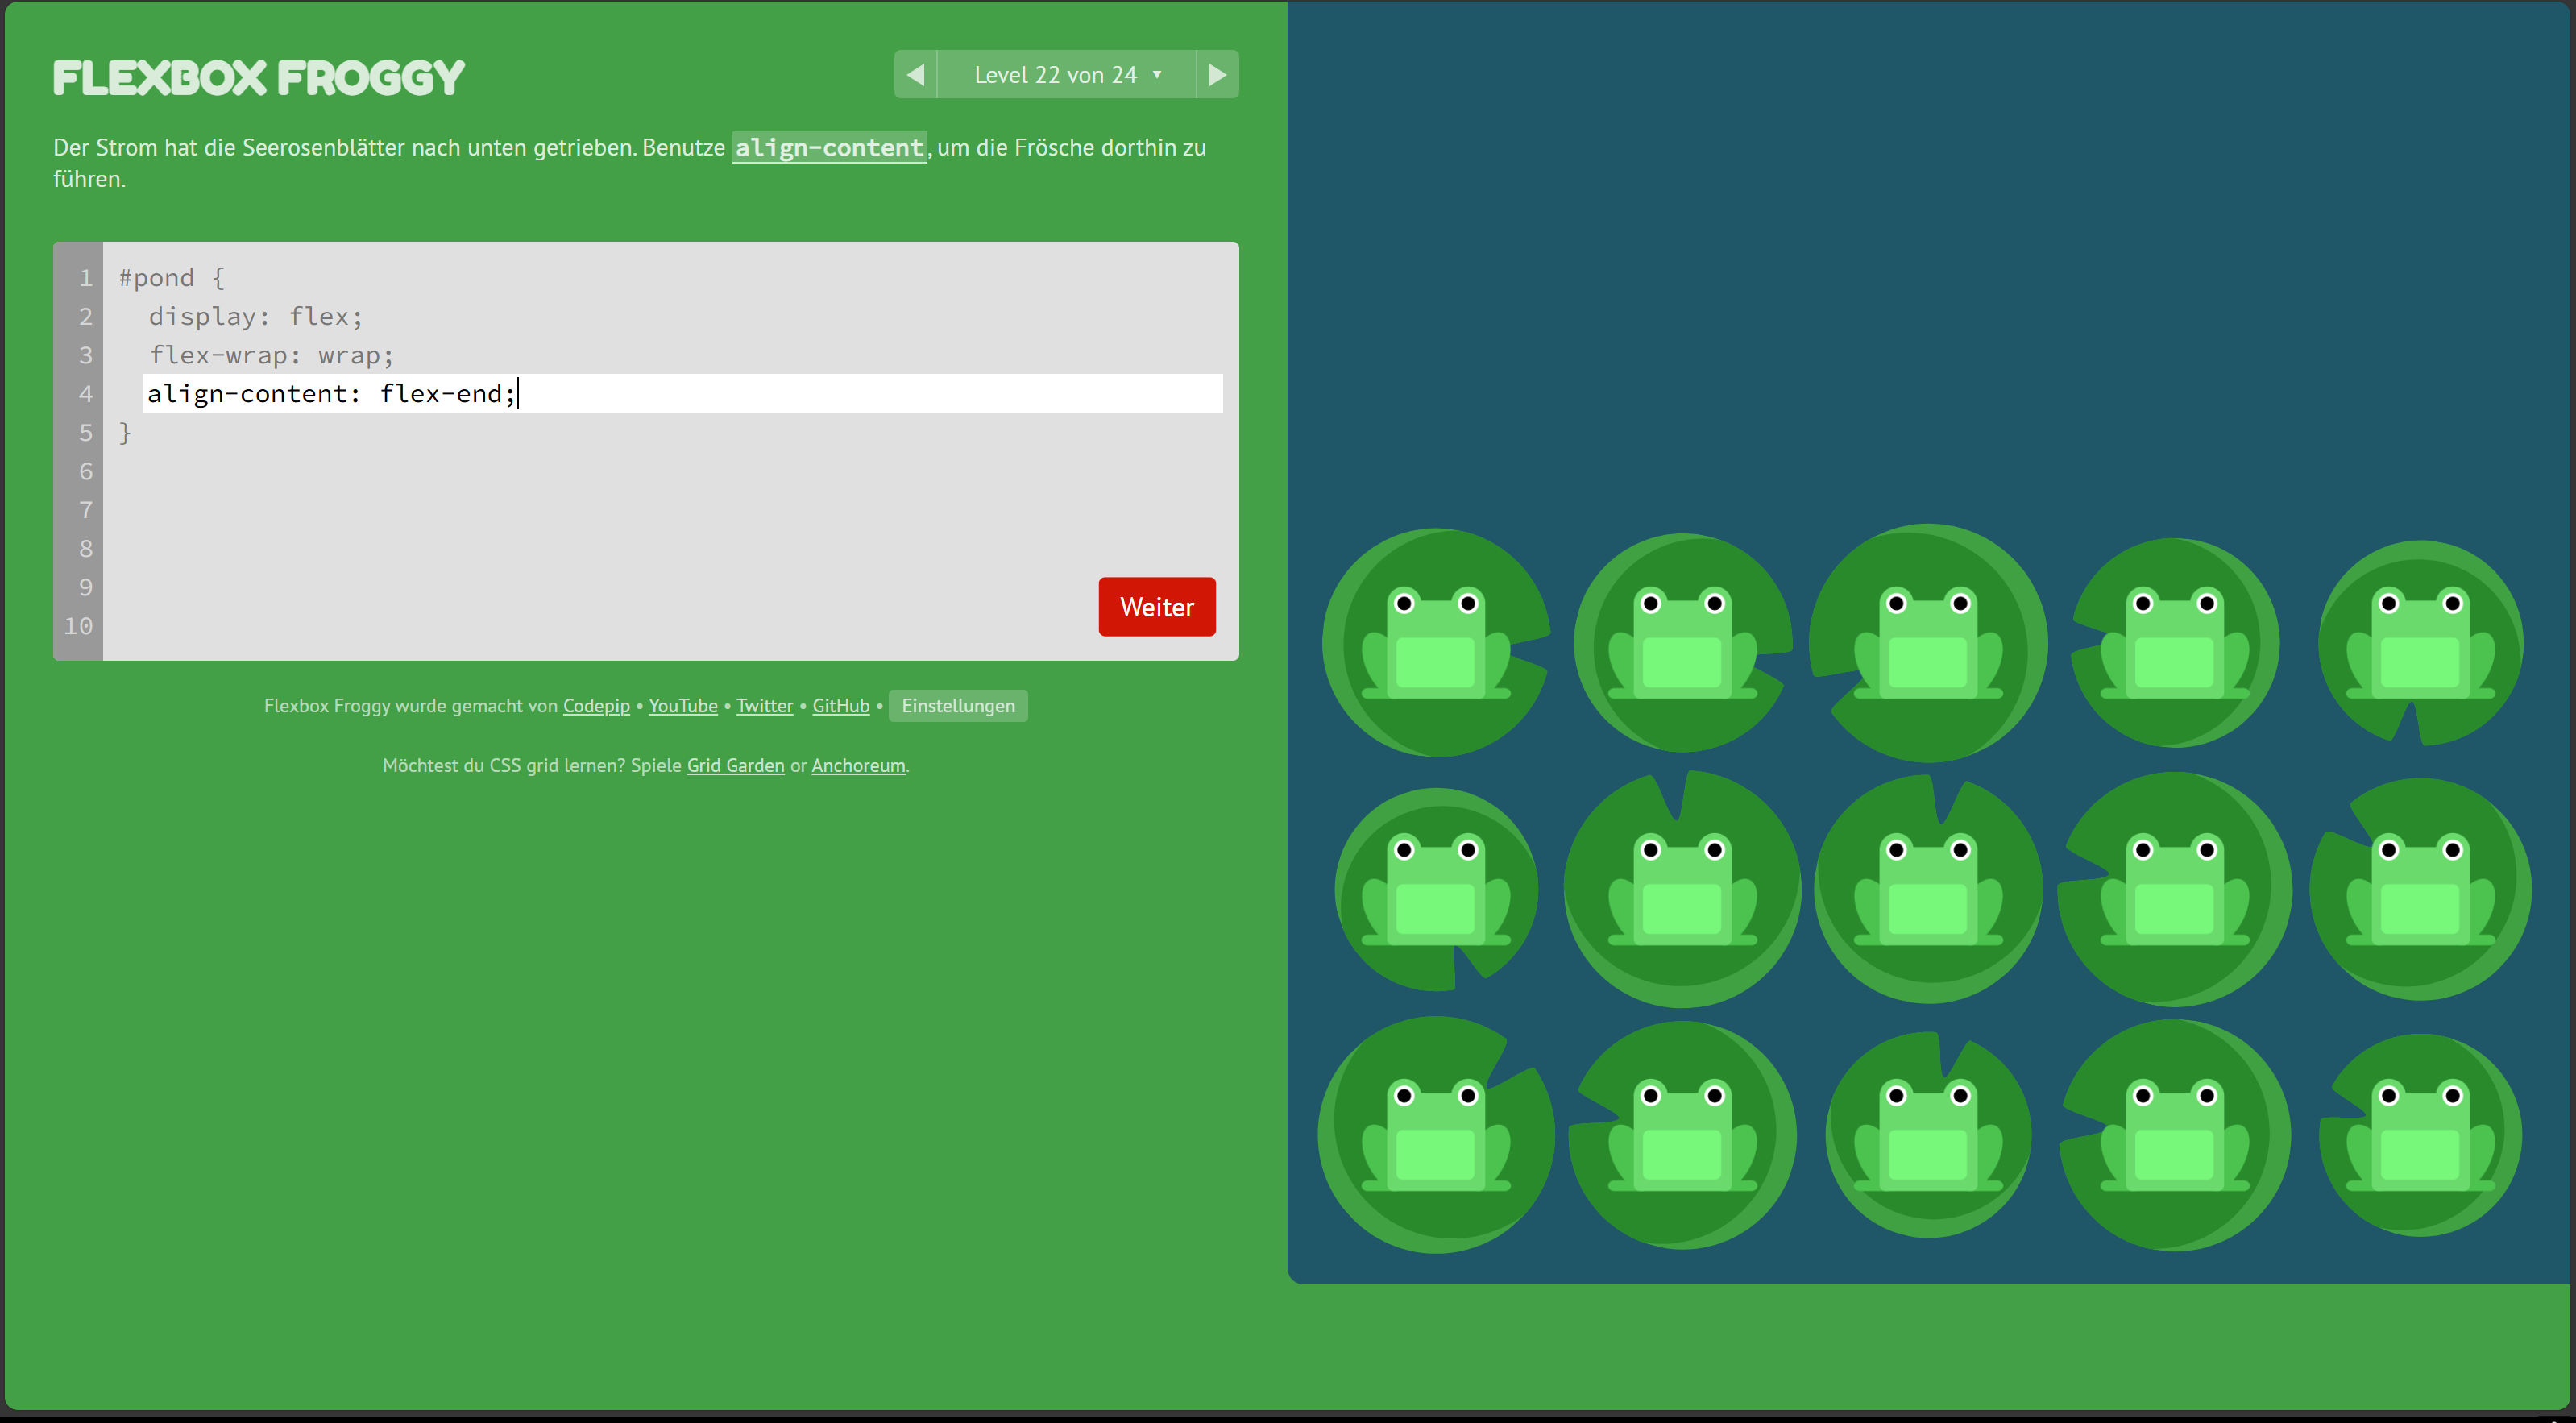 FLEXBOX FROGGY
Level 22 von 24 ▼
Der Strom hat die Seerosenblätter nach unten getrieben. Benutze align-content, um die Frösche dorthin zu
führen.
1 #pond {
2 display: flex;
3 flex-wrap: wrap;
4 align-content: flex-end;
5 }
6
7
8
9
10
Weiter
Flexbox Froggy wurde gemacht von Codepip • YouTube • Twitter • GitHub • Einstellungen
Möchtest du CSS grid lernen? Spiele Grid Garden or Anchoreum.